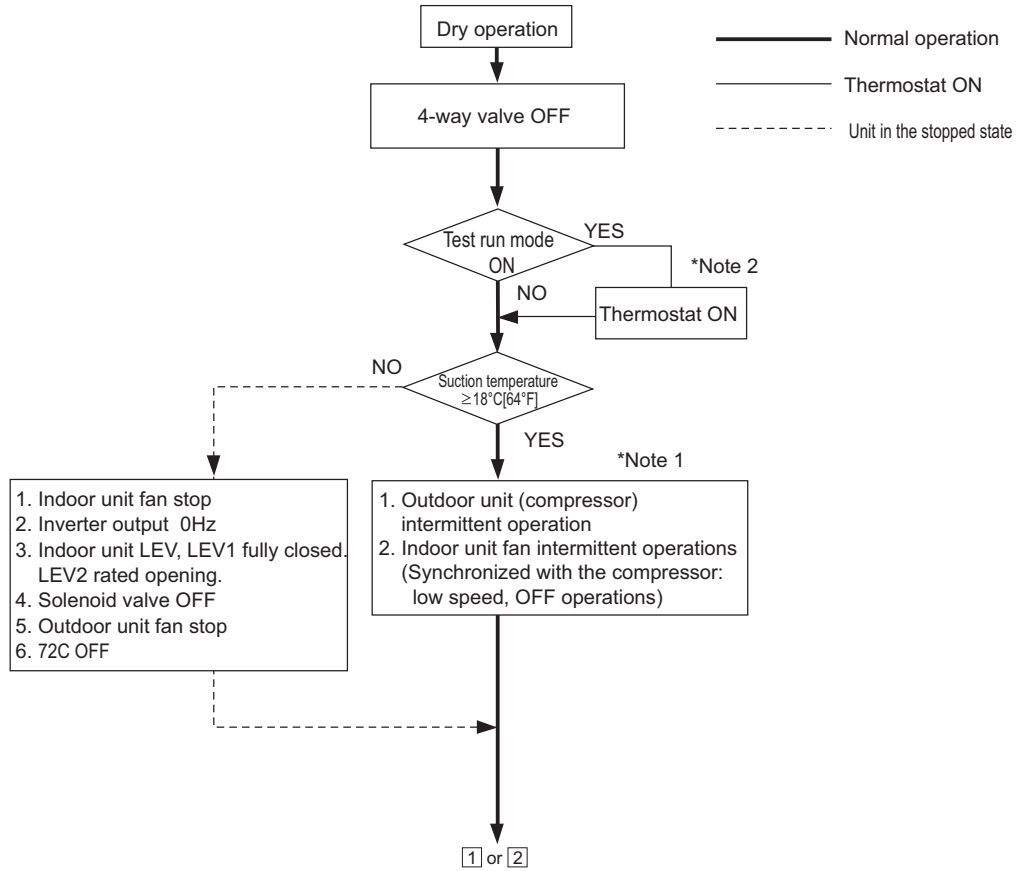 Dry operation
Normal operation
Thermostat ON
Unit in the stopped state
4-way valve OFF
Test run mode
ON
YES
*Note 2
NO
Thermostat ON
NO
Suction temperature
≥18°C[64°F]
YES
*Note 1
1. Indoor unit fan stop
2. Inverter output 0Hz
3. Indoor unit LEV, LEV1 fully closed.
LEV2 rated opening.
4. Solenoid valve OFF
5. Outdoor unit fan stop
6. 72C OFF
1. Outdoor unit (compressor)
intermittent operation
2. Indoor unit fan intermittent operations
(Synchronized with the compressor:
low speed, OFF operations)
1 or 2